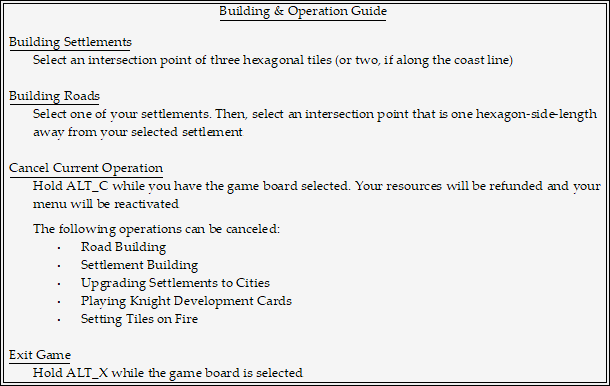 Building & Operation Guide
Building Settlements
Select an intersection point of three hexagonal tiles (or two, if along the coast line)
Building Roads
Select one of your settlements. Then, select an intersection point that is one hexagon-side-length
away from your selected settlement
Cancel Current Operation
Hold ALT_C while you have the game board selected. Your resources will be refunded and your
menu will be reactivated
The following operations can be canceled:
· Road Building
· Settlement Building
· Upgrading Settlements to Cities
· Playing Knight Development Cards
· Setting Tiles on Fire
Exit Game
Hold ALT_X while the game board is selected